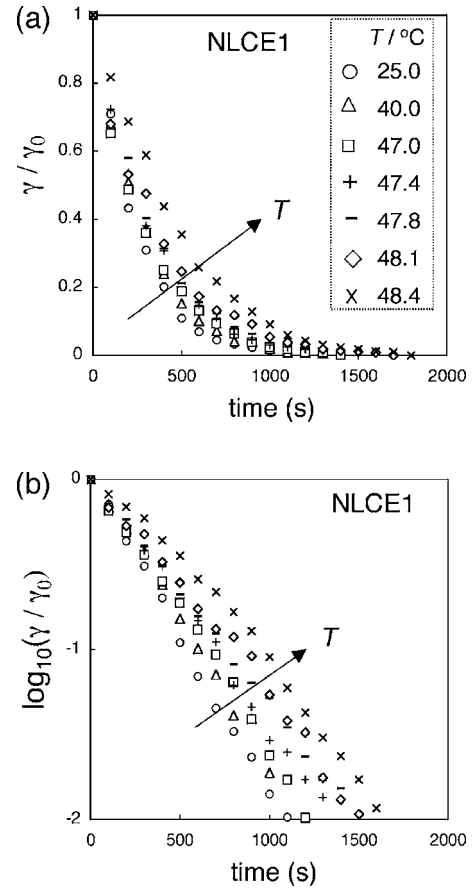 (a)
NLCE1
T / °C
25.0
40.0
47.0
47.4
47.8
48.1
48.4
T
γ / γ0
1
0.8
0.6
0.4
0.2
0
0 500 1000 1500 2000
time (s)
(b)
NLCE1
T
log10(γ / γ0)
0
-1
-2
0 500 1000 1500 2000
time (s)